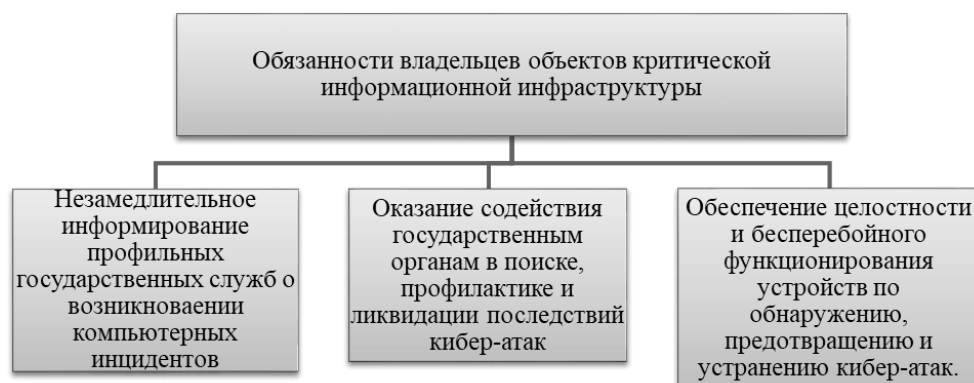 Обязанности владельцев объектов критической
информационной инфраструктуры
Незамедлительное
информирование
профильных
государственных служб о
возникноваении
компьютерных
инцидентов
Оказание содействия
государственным
органам в поиске,
профилактике и
ликвидации последствий
кибер-атак
Обеспечение целостности
и бесперебойного
функционирования
устройств по
обнаружению,
предотвращению и
устранению кибер-атак.